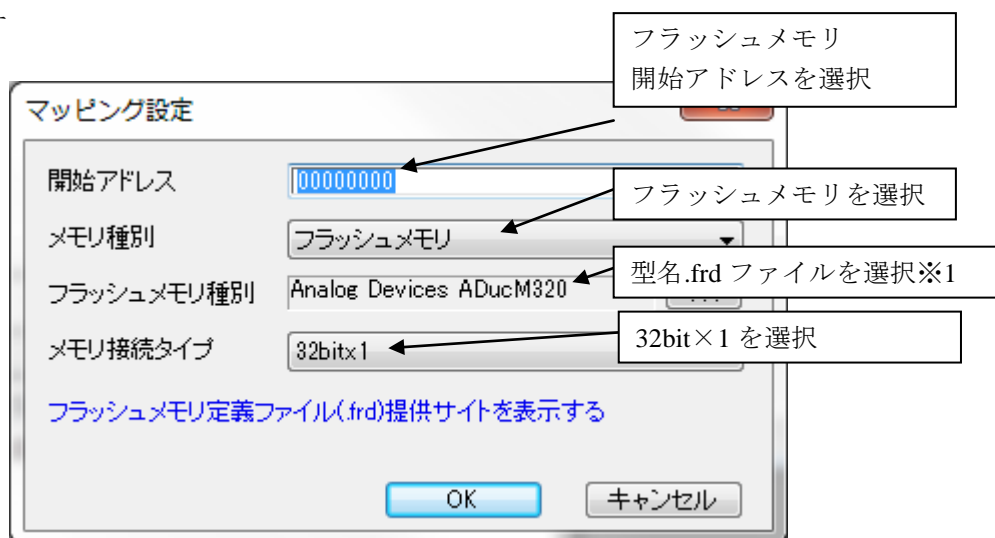 フラッシュメモリ
開始アドレスを選択
マッピング設定
開始アドレス
00000000
フラッシュメモリを選択
メモリ種別
フラッシュメモリ
型名.frd ファイルを選択※1
フラッシュメモリ種別
Analog Devices ADucM320
32bit×1 を選択
メモリ接続タイプ
32bitx1
フラッシュメモリ定義ファイル(.frd)提供サイトを表示する
OK
キャンセル